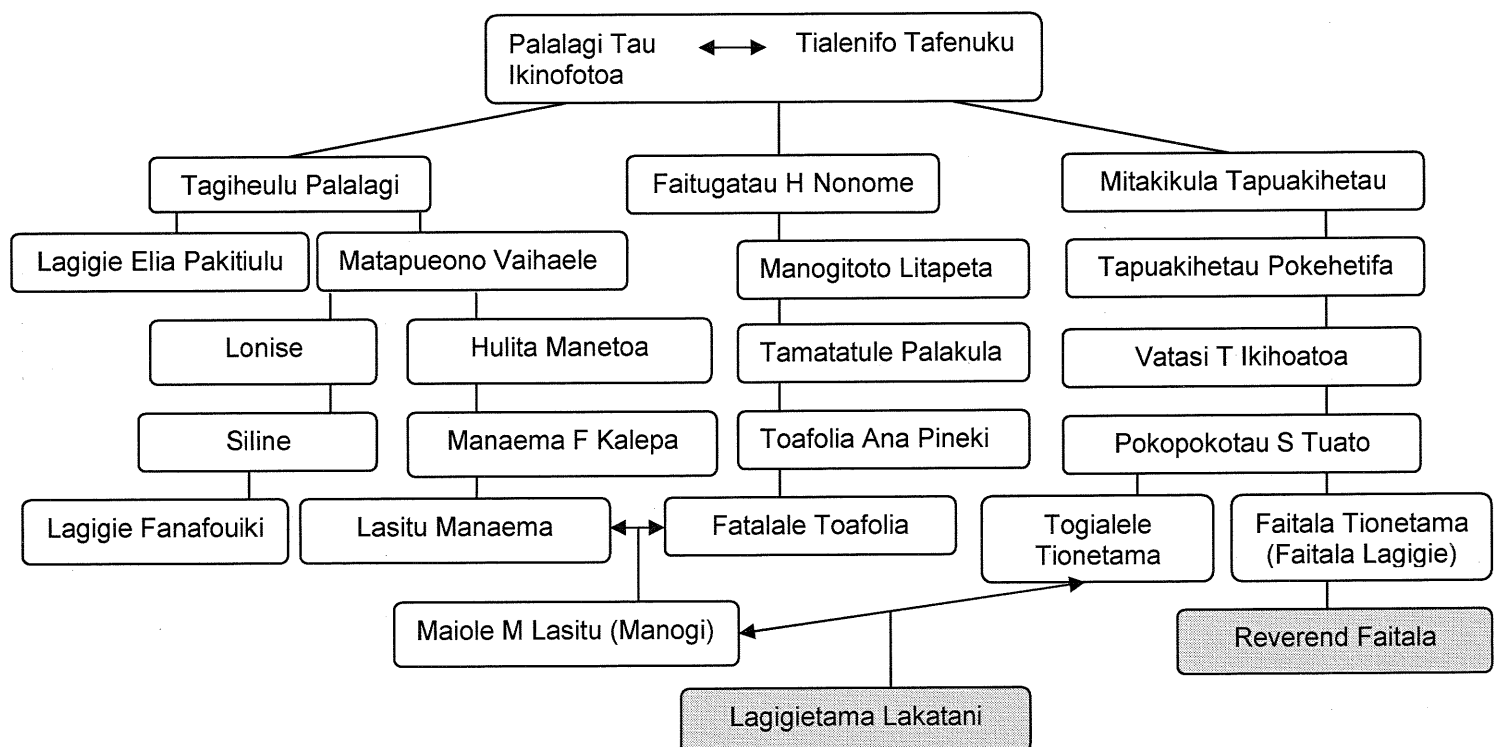 Palalagi Tau Tialenifo Tafenuku
Ikinofotoa
Tagiheulu Palalagi
Faitugatau H Nonome
Mitakikula Tapuakihetau
Lagigie Elia Pakitiulu
Matapueono Vaihaele
Manogitoto Litapeta
Tapuakihetau Pokehetifa
Lonise
Hulita Manetoa
Tamatatule Palakula
Vatasi T Ikihoatoa
Siline
Manaema F Kalepa
Toafolia Ana Pineki
Pokopokotau S Tuato
Lagigie Fanafouiki
Lasitu Manaema
Fatalale Toafolia
Togialele
Tionetama
Faitala Tionetama
(Faitala Lagigie)
Maiole M Lasitu (Manogi)
Reverend Faitala
Lagigietama Lakatani